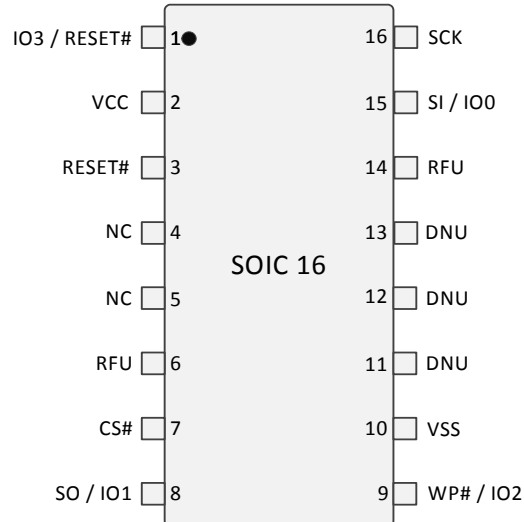 IO3 / RESET# 1 16 SCK
VCC 2 15 SI / IO0
RESET# 3 14 RFU
NC 4 13 DNU
SOIC 16
NC 5 12 DNU
RFU 6 11 DNU
CS# 7 10 VSS
SO / IO1 8 9 WP# / IO2